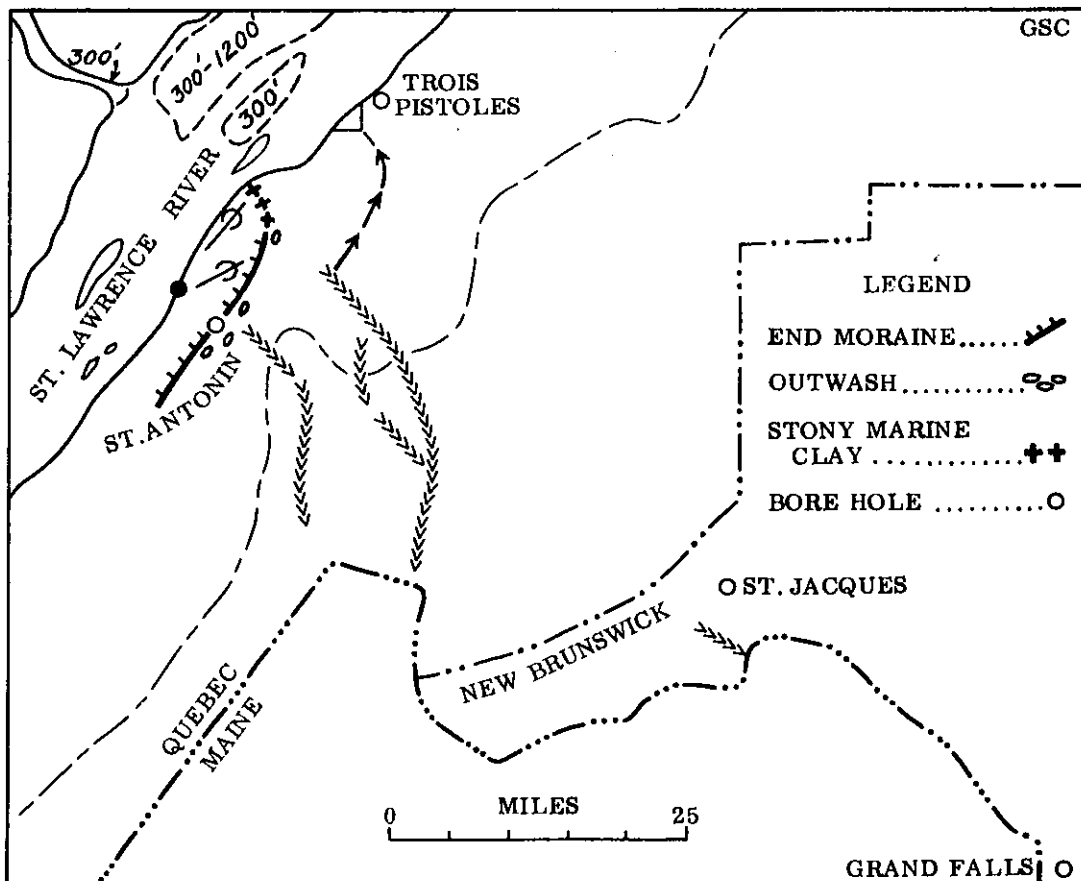 GSC
300'
300'-1200'
300'
TROIS
PISTOLES
ST. LAWRENCE RIVER
ST. ANTONIN
LEGEND
END MORAINE......
OUTWASH............
STONY MARINE
CLAY ..............
BORE HOLE ..........
ST. JACQUES
NEW BRUNSWICK
QUEBEC
MAINE
0 MILES 25
GRAND FALLS